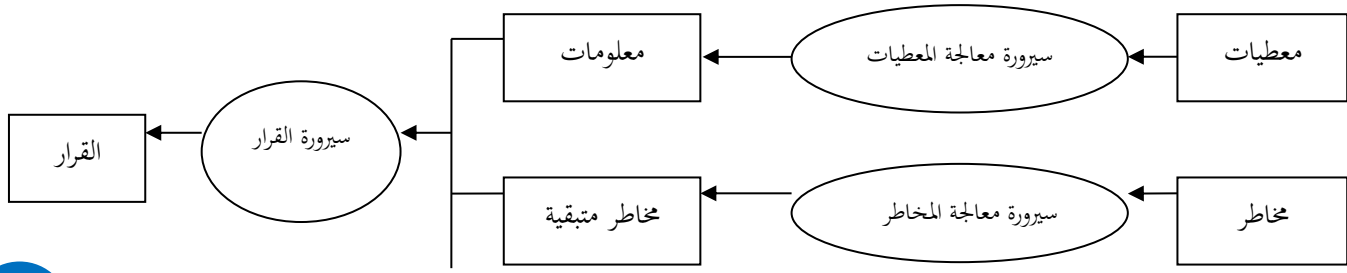 معطيات
سيرورة معالجة المعطيات
معلومات
مخاطر
سيرورة معالجة المخاطر
مخاطر متبقية
سيرورة القرار
القرار